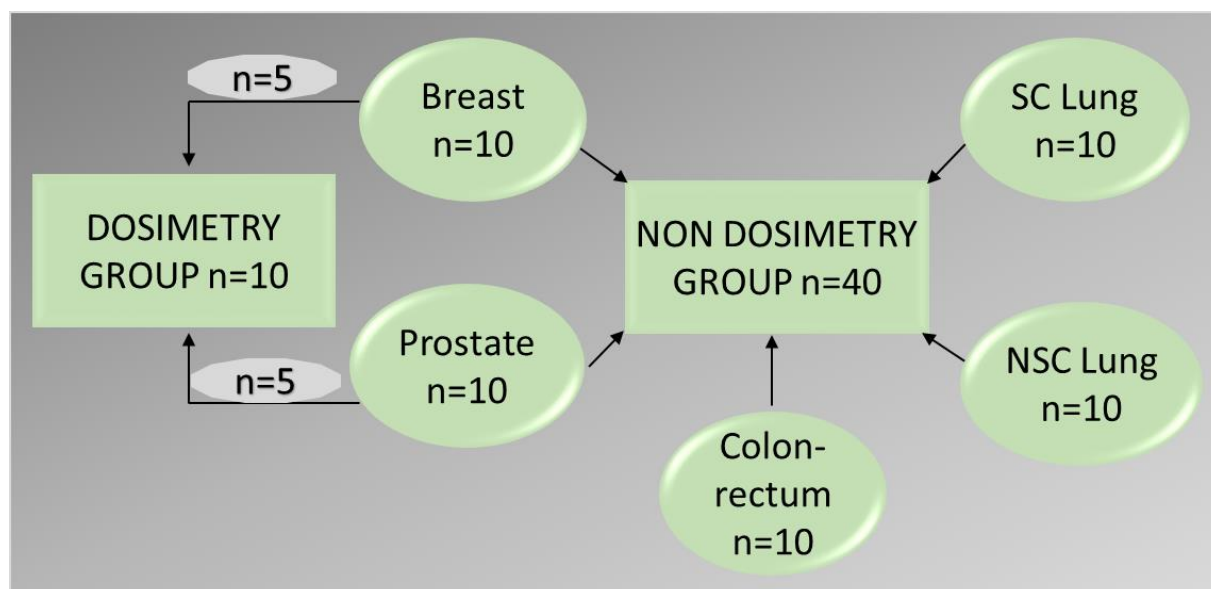 n=5
Breast
n=10
SC Lung
n=10
DOSIMETRY
GROUP n=10
NON DOSIMETRY
GROUP n=40
n=5
Prostate
n=10
NSC Lung
n=10
Colon-
rectum
n=10